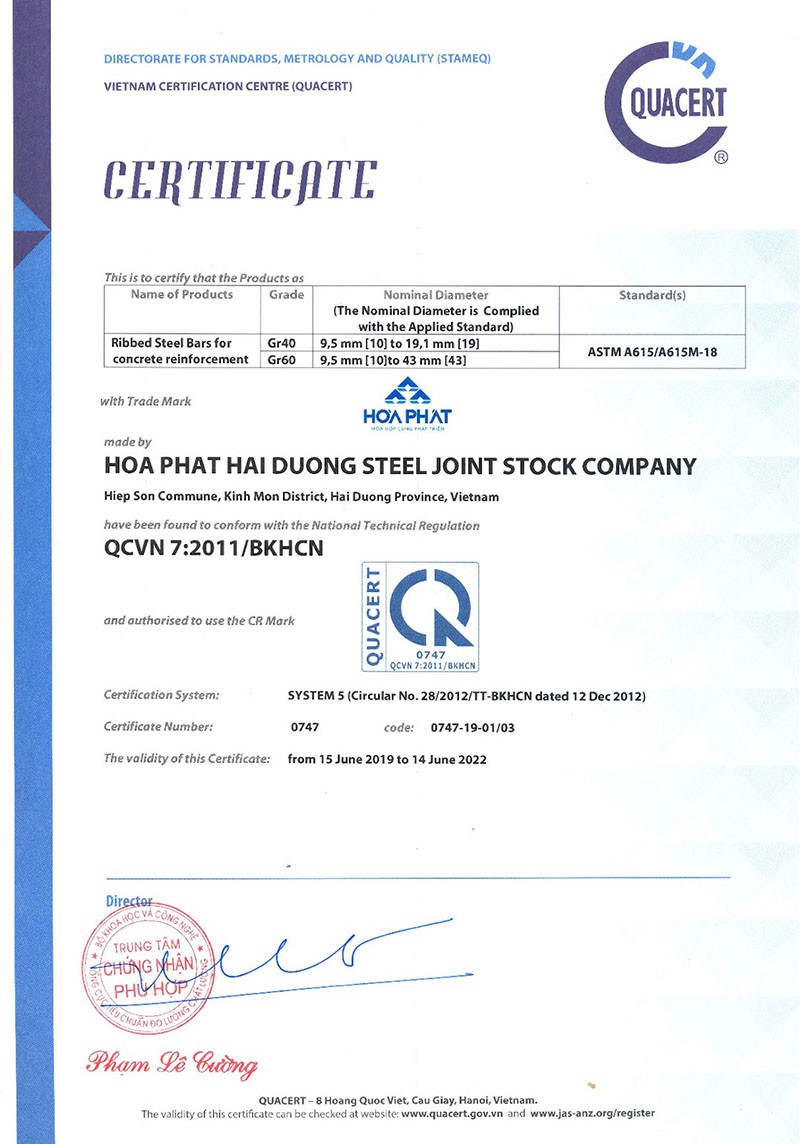 DIRECTORATE FOR STANDARDS, METROLOGY AND QUALITY (STAMEQ)
VIETNAM CERTIFICATION CENTRE (QUACERT)
QUACERT
®
CERTIFICATE
This is to certify that the Products as
Name of Products Grade Nominal Diameter Standard(s)
(The Nominal Diameter is Complied
with the Applied Standard)
Ribbed Steel Bars for Gr40 9,5 mm [10] to 19,1 mm [19]
ASTM A615/A615M-18
concrete reinforcement Gr60 9,5 mm [10]to 43 mm [43]
with Trade Mark
HOA PHAT
HÒA HỢP CÙNG PHÁT TRIỂN
made by
HOA PHAT HAI DUONG STEEL JOINT STOCK COMPANY
Hiep Son Commune, Kinh Mon District, Hai Duong Province, Vietnam
have been found to conform with the National Technical Regulation
QCVN 7:2011/BKHCN
QUACERT
and authorised to use the CR Mark
0747
QCVN 7:2011/BKHCN
Certification System: SYSTEM 5 (Circular No. 28/2012/TT-BKHCN dated 12 Dec 2012)
Certificate Number: 0747 code: 0747-19-01/03
The validity of this Certificate: from 15 June 2019 to 14 June 2022
Director
BỘ KHOA HỌC VÀ CÔNG NGHỆ
TRUNG TÂM
CHỨNG NHẬN
PHÙ HỢP
TỔNG CỤC TIÊU CHUẨN ĐO LƯỜNG CHẤT LƯỢNG
Phạm Lê Cường
QUACERT – 8 Hoang Quoc Viet, Cau Giay, Hanoi, Vietnam.
The validity of this certificate can be checked at website: www.quacert.gov.vn and www.jas-anz.org/register